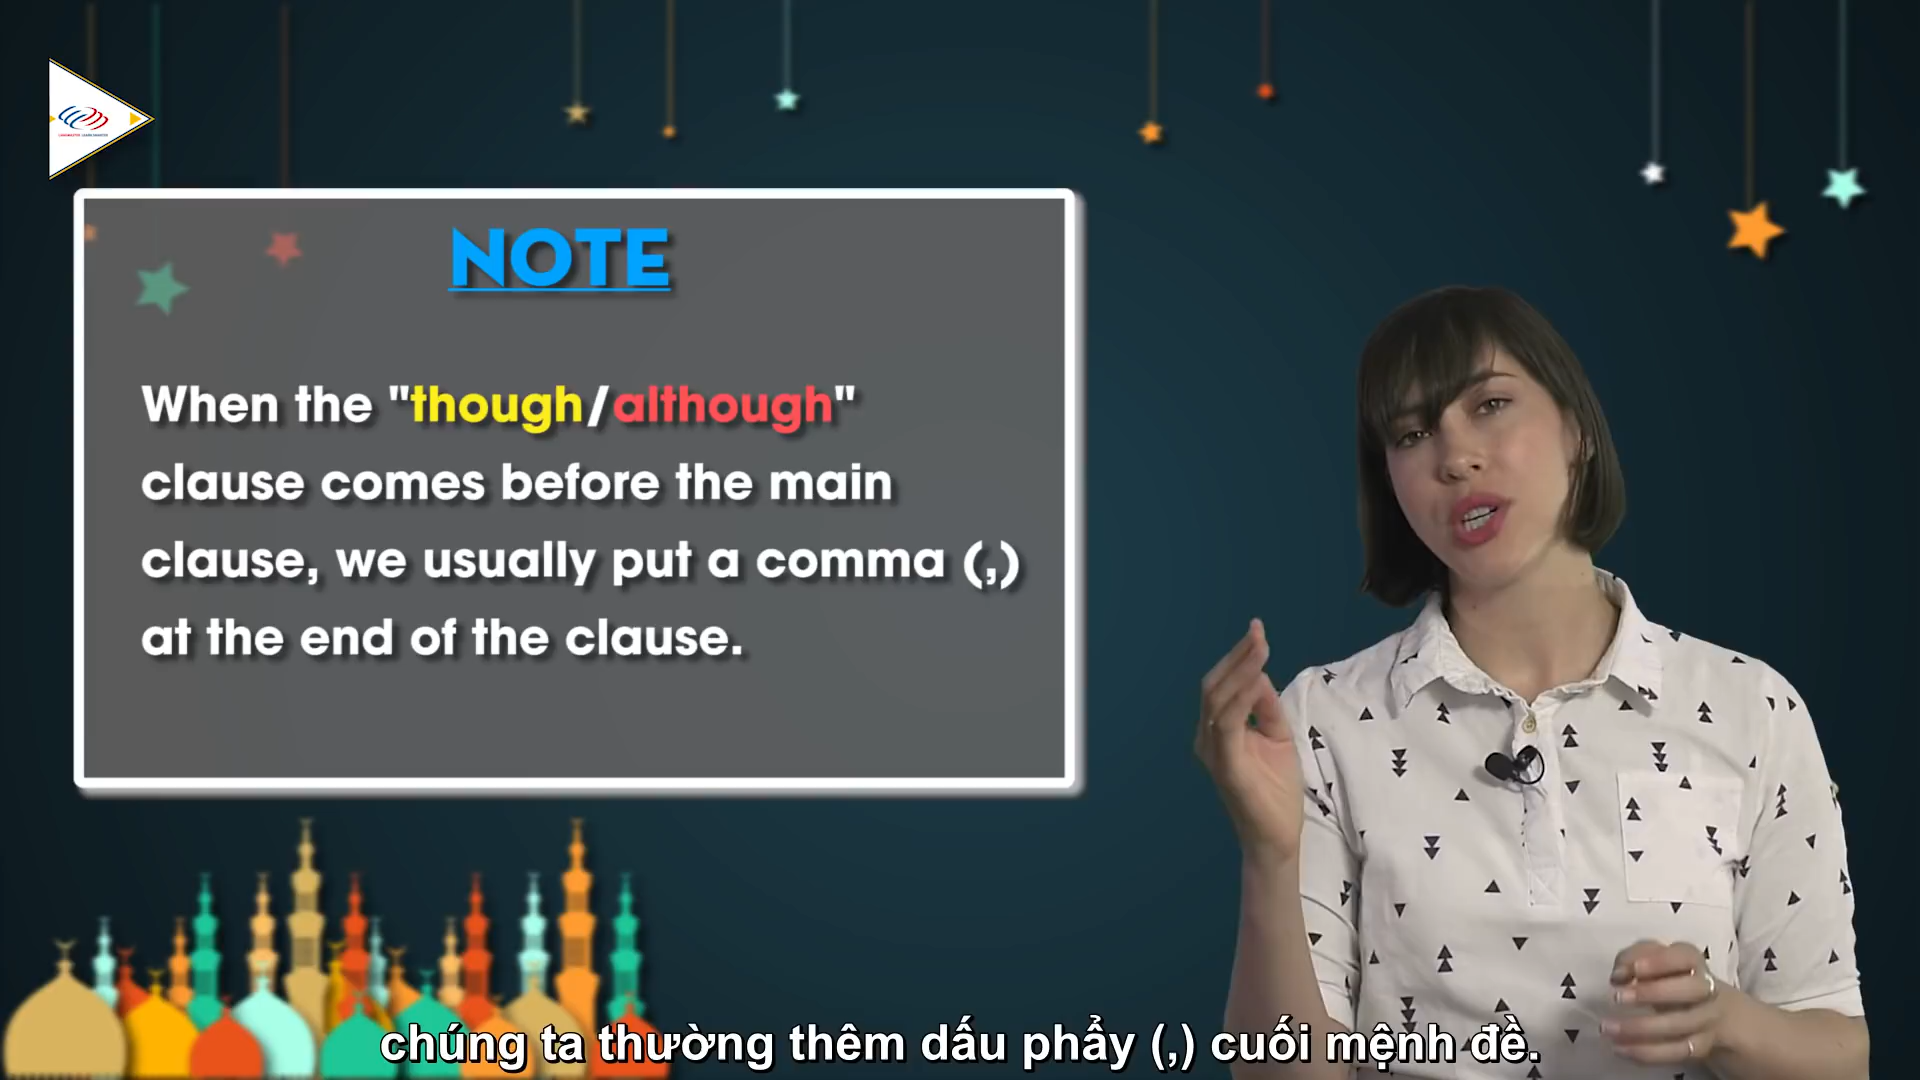 NOTE
When the "though/although"
clause comes before the main
clause, we usually put a comma (,)
at the end of the clause.
chúng ta thường thêm dấu phẩy (,) cuối mệnh đề.